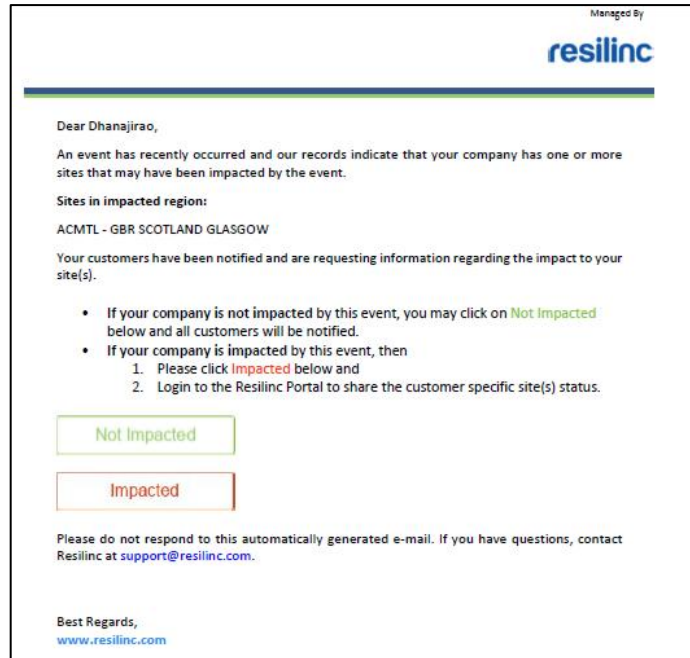 Managed By
resilinc
Dear Dhanajirao,
An event has recently occurred and our records indicate that your company has one or more
sites that may have been impacted by the event.
Sites in impacted region:
ACMTL - GBR SCOTLAND GLASGOW
Your customers have been notified and are requesting information regarding the impact to your
site(s).
• If your company is not impacted by this event, you may click on Not Impacted
below and all customers will be notified.
• If your company is impacted by this event, then
1. Please click Impacted below and
2. Login to the Resilinc Portal to share the customer specific site(s) status.
Not Impacted
Impacted
Please do not respond to this automatically generated e-mail. If you have questions, contact
Resilinc at support@resilinc.com.
Best Regards,
www.resilinc.com